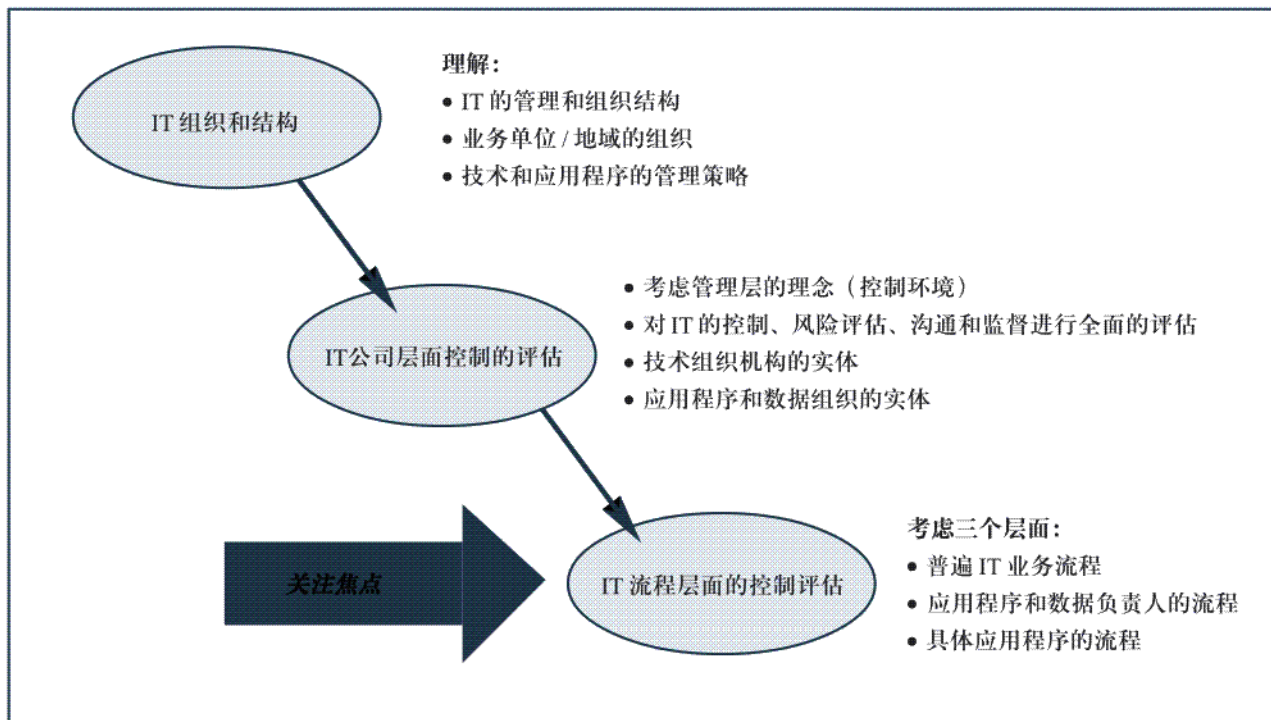 理解：
IT 组织和结构
• IT 的管理和组织结构
• 业务单位 / 地域的组织
• 技术和应用程序的管理策略
IT公司层面控制的评估
• 考虑管理层的理念（控制环境）
• 对 IT 的控制、风险评估、沟通和监督进行全面的评估
• 技术组织机构的实体
• 应用程序和数据组织的实体
关注焦点
IT 流程层面的控制评估
考虑三个层面：
• 普遍 IT 业务流程
• 应用程序和数据负责人的流程
• 具体应用程序的流程